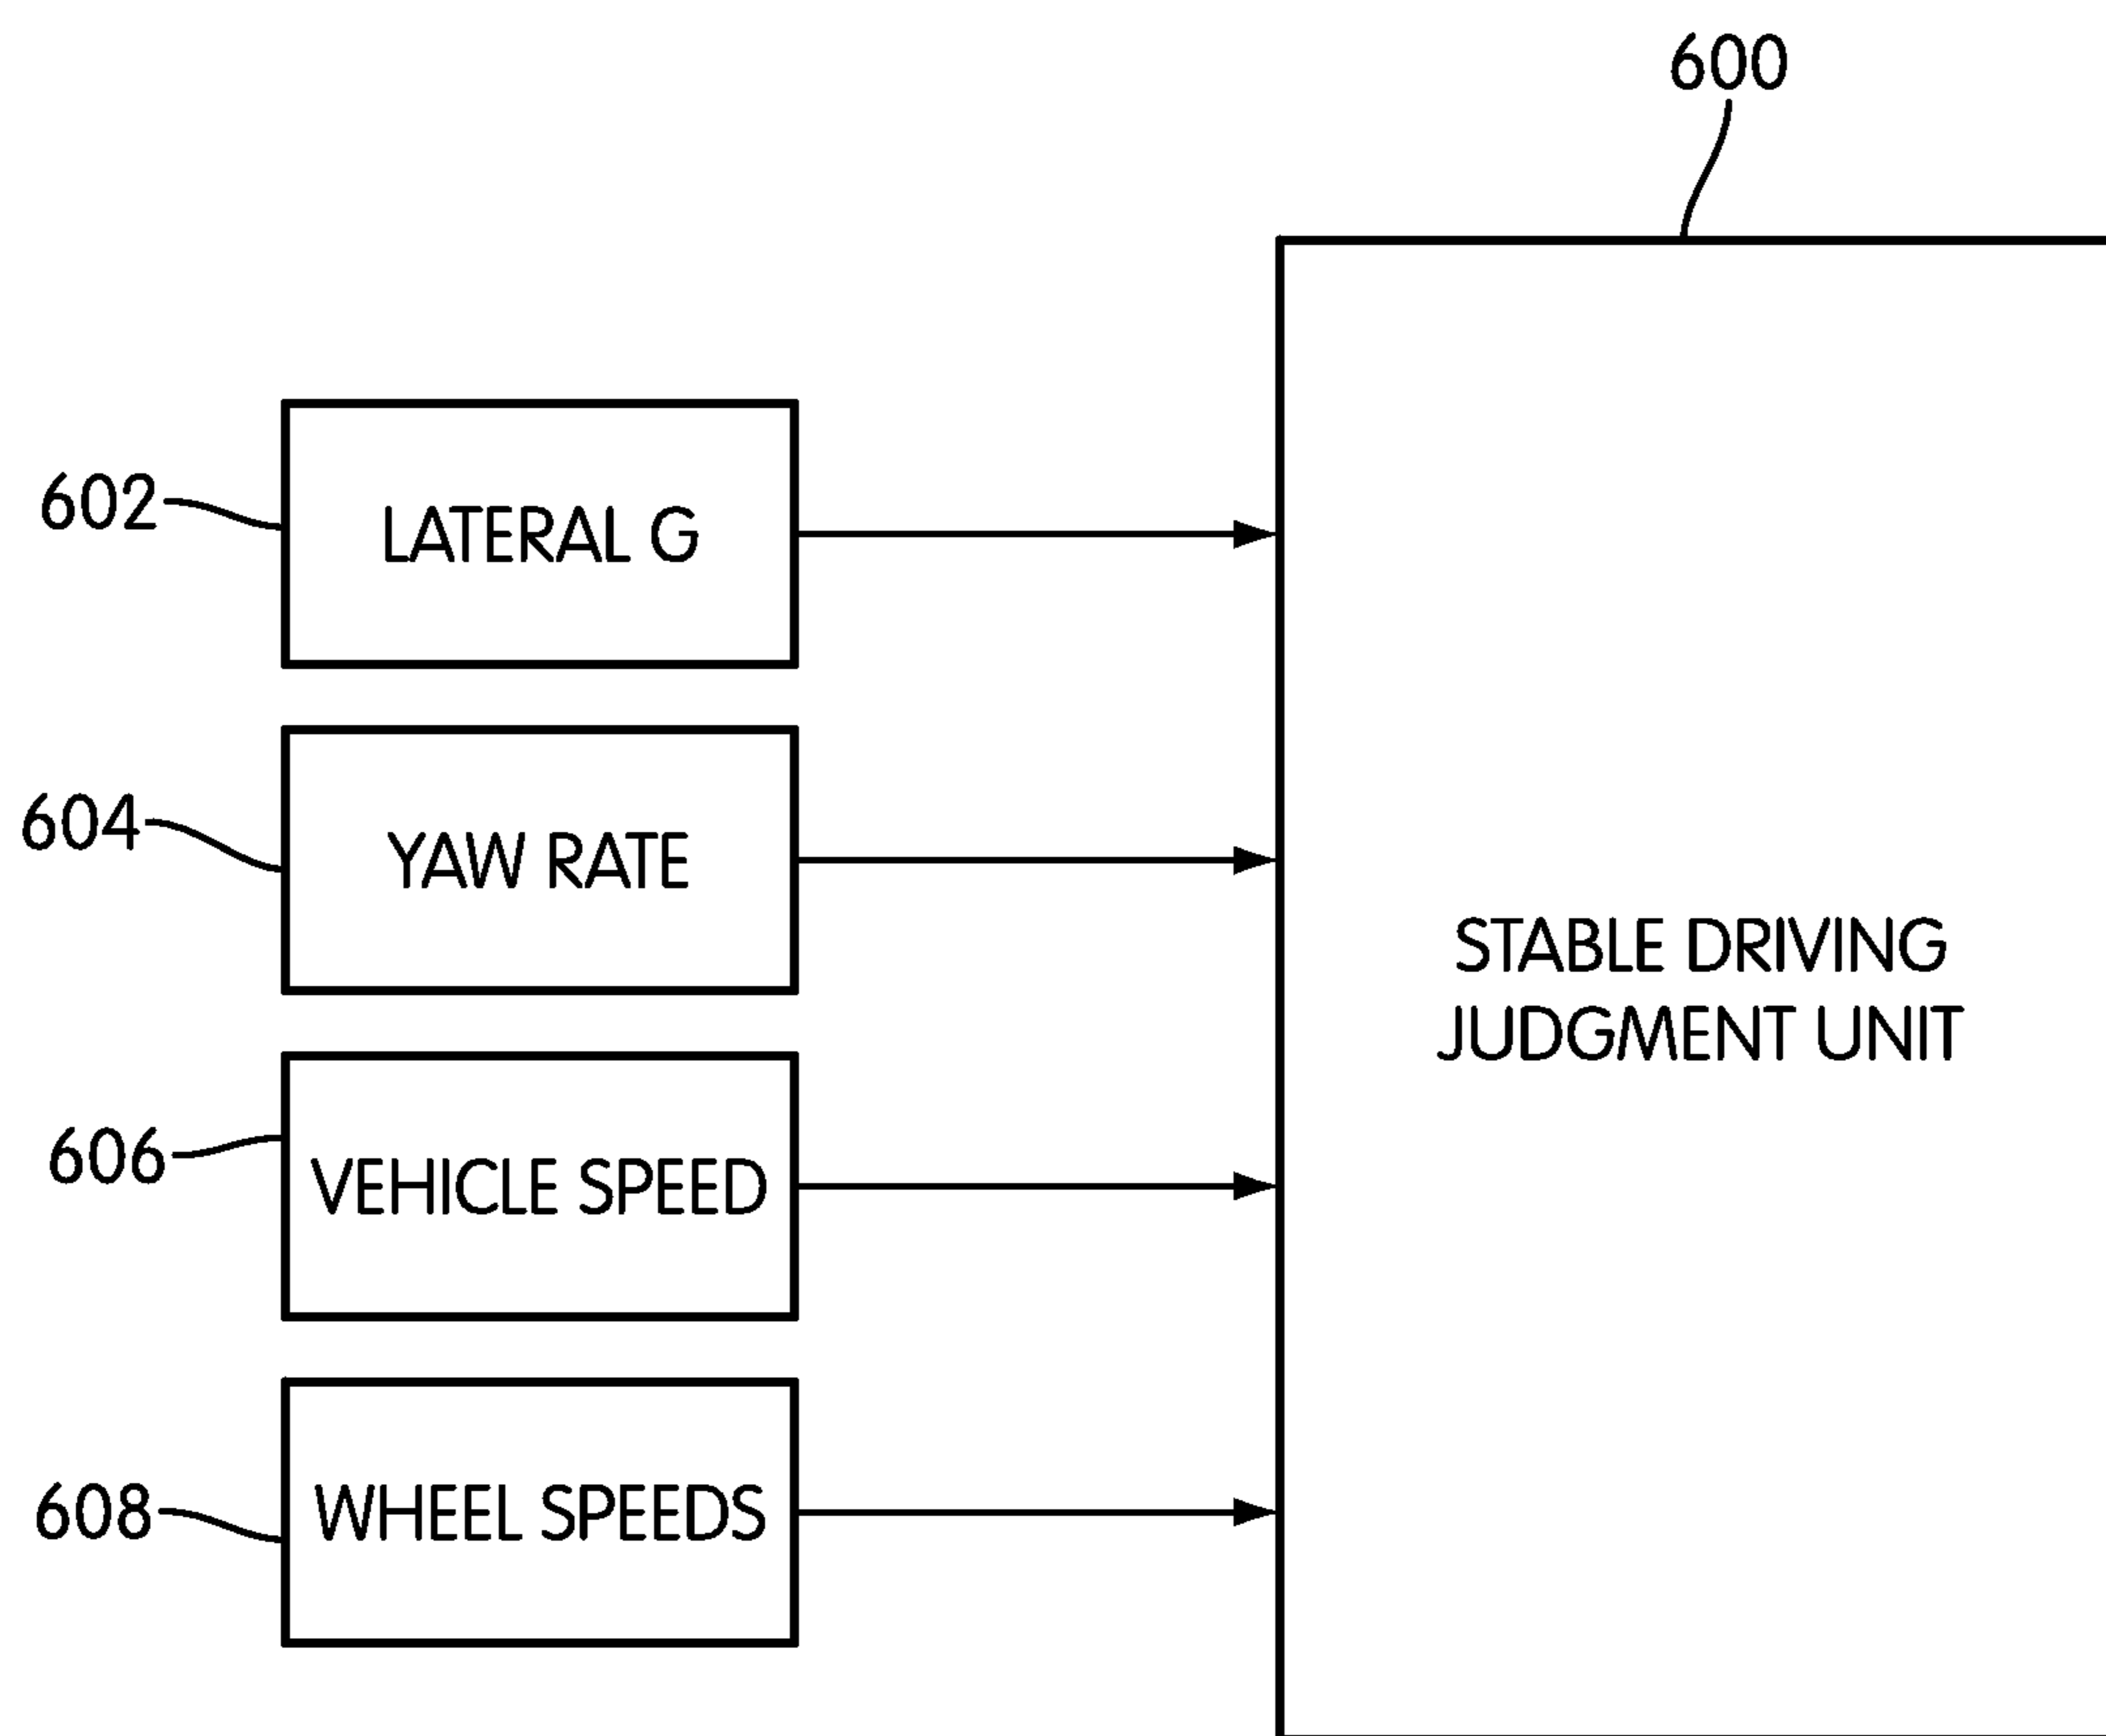 600
602
LATERAL G
604
YAW RATE
STABLE DRIVING
JUDGMENT UNIT
606
VEHICLE SPEED
608
WHEEL SPEEDS